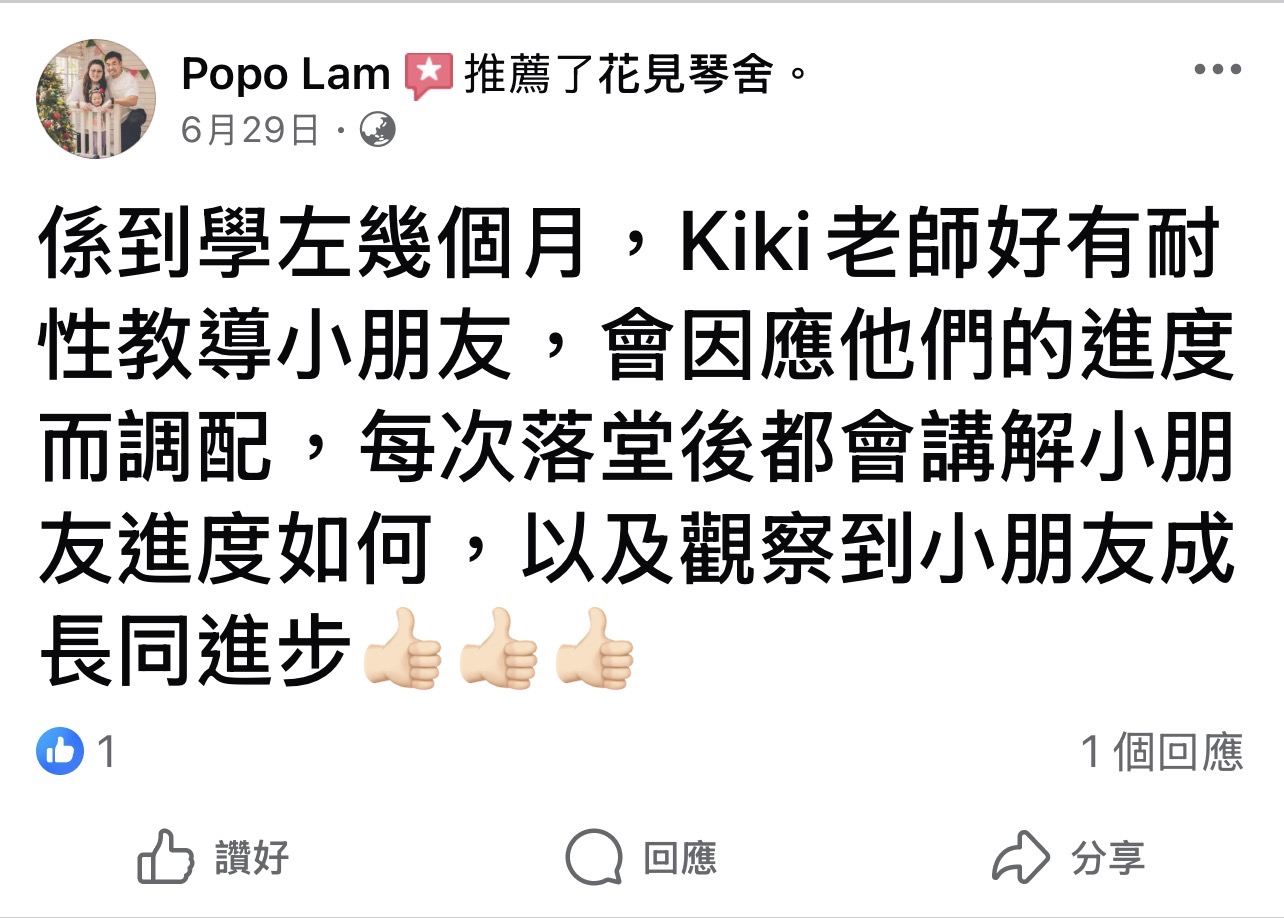 Popo Lam 推薦了花見琴舍。
6月29日 ·
係到學左幾個月，Kiki老師好有耐
性教導小朋友，會因應他們的進度
而調配，每次落堂後都會講解小朋
友進度如何，以及觀察到小朋友成
長同進步👍🏻👍🏻👍🏻
1
1 個回應
讚好
回應
分享